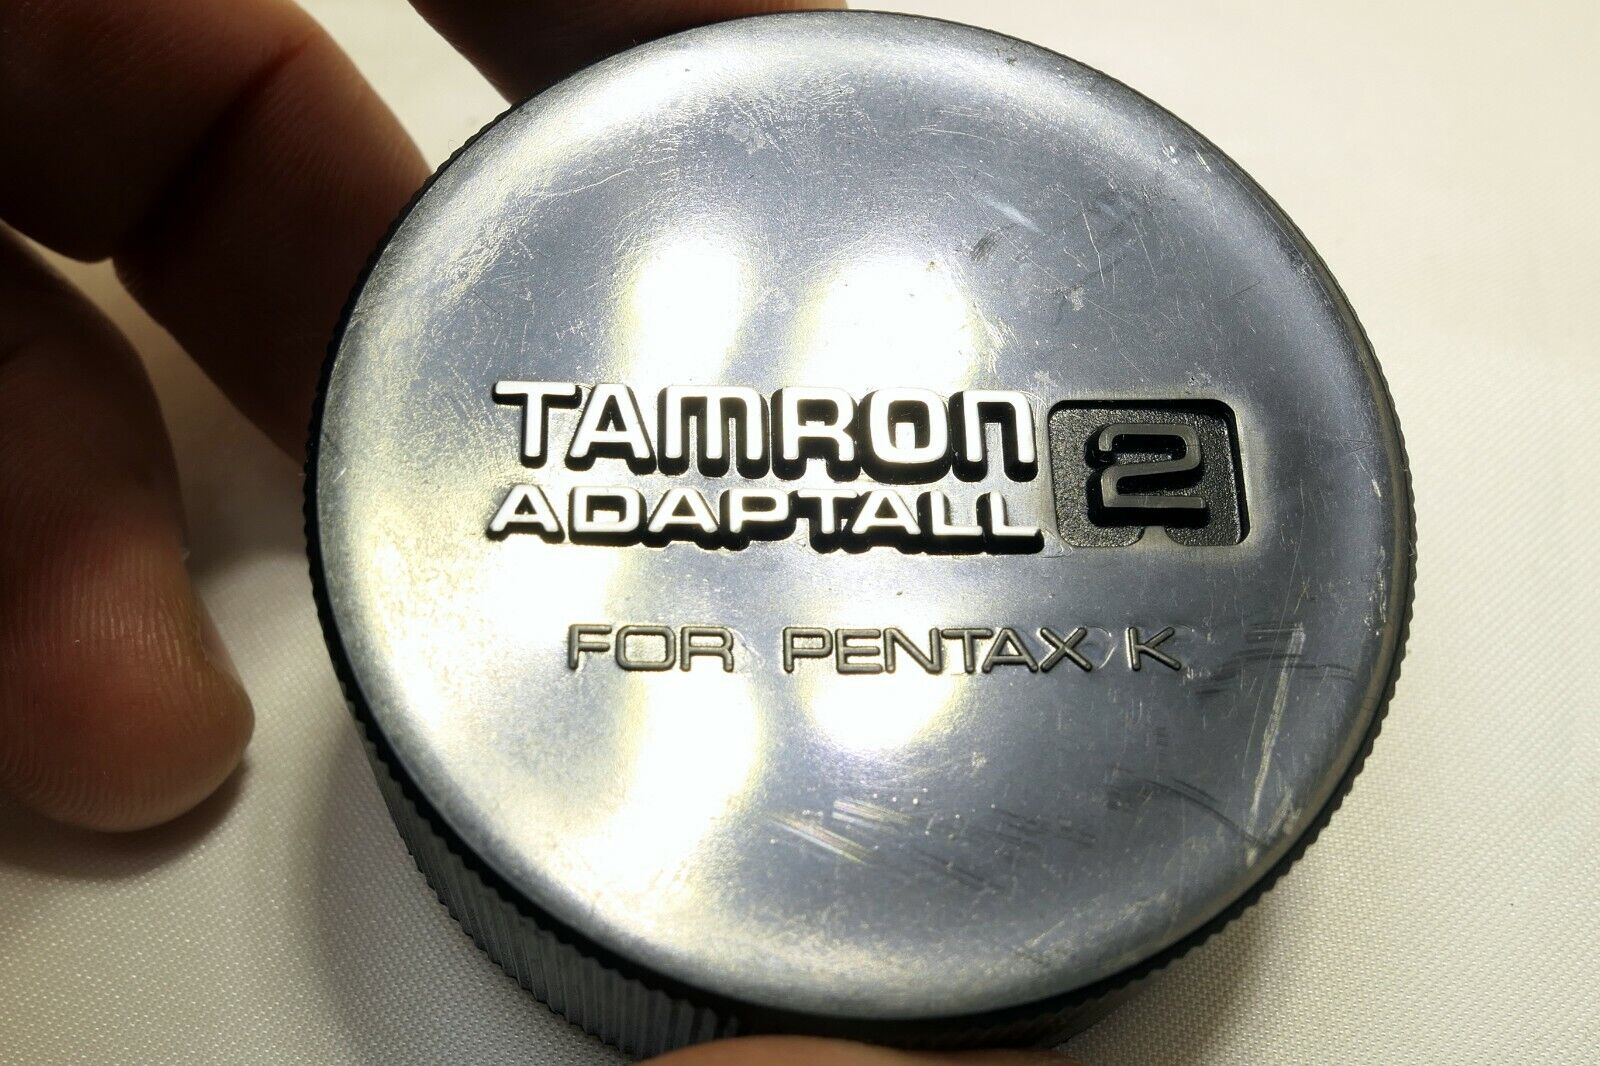 TAMRON
ADAPTALL 2
FOR PENTAX K